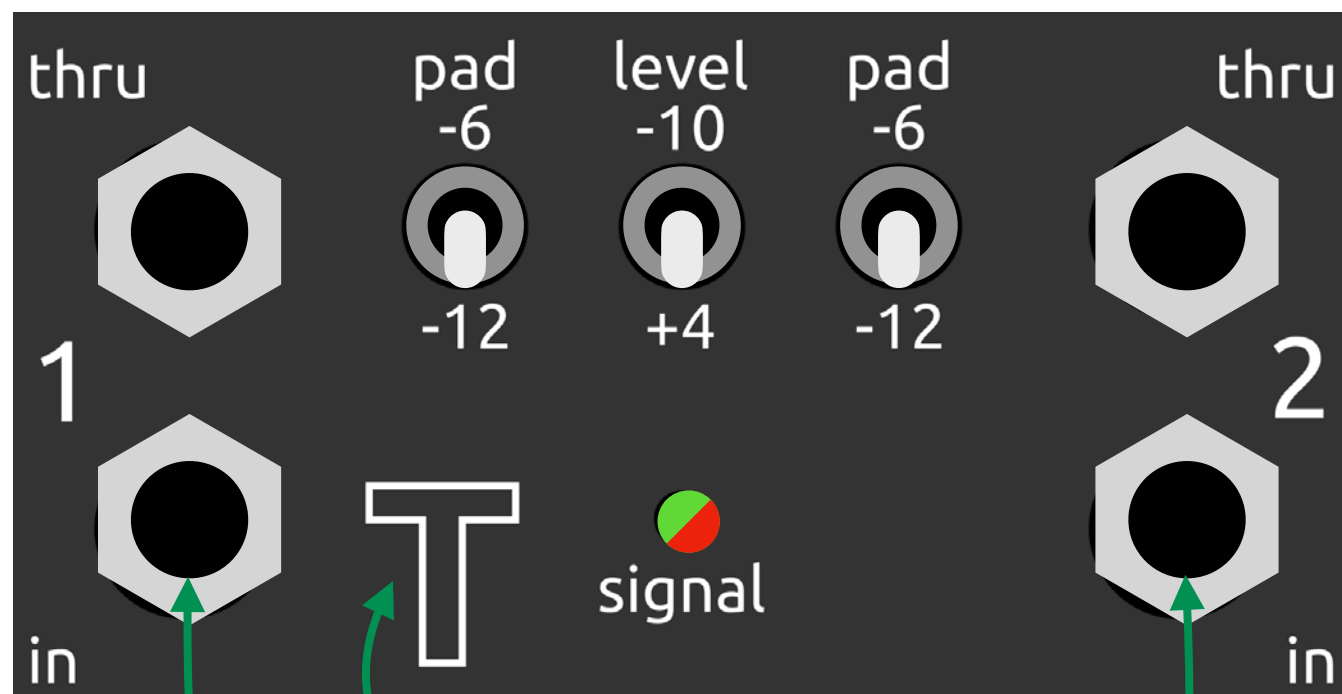 thru pad level pad thru
-6 -10 -6
-12 +4 -12
1 2
T
signal
in in